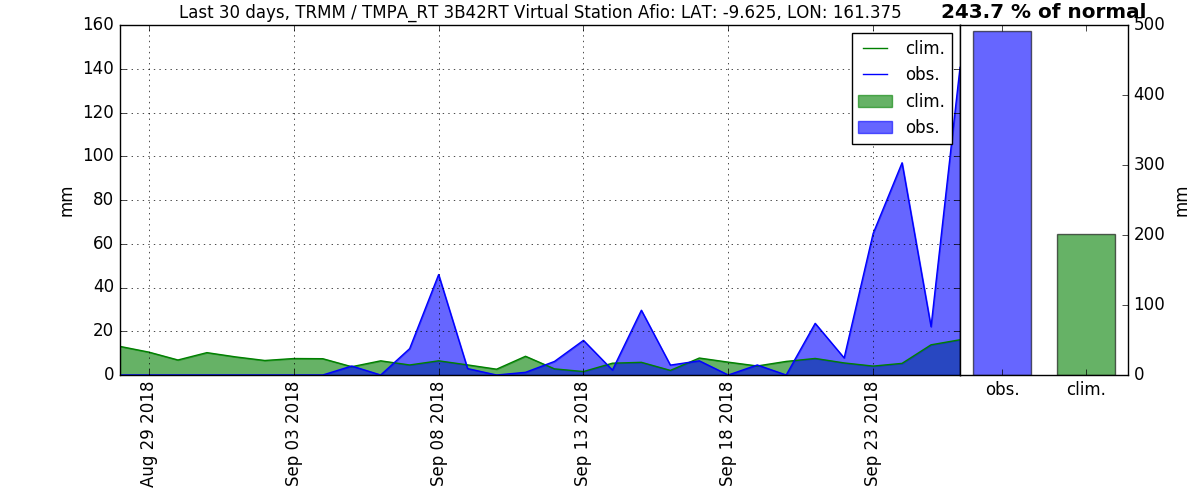 Last 30 days, TRMM / TMPA_RT 3B42RT Virtual Station Afio: LAT: -9.625, LON: 161.375
243.7 % of normal
160
140
120
100
80
60
40
20
0
mm
clim.
obs.
clim.
obs.
500
400
300
200
100
0
mm
Aug 29 2018
Sep 03 2018
Sep 08 2018
Sep 13 2018
Sep 18 2018
Sep 23 2018
obs.
clim.